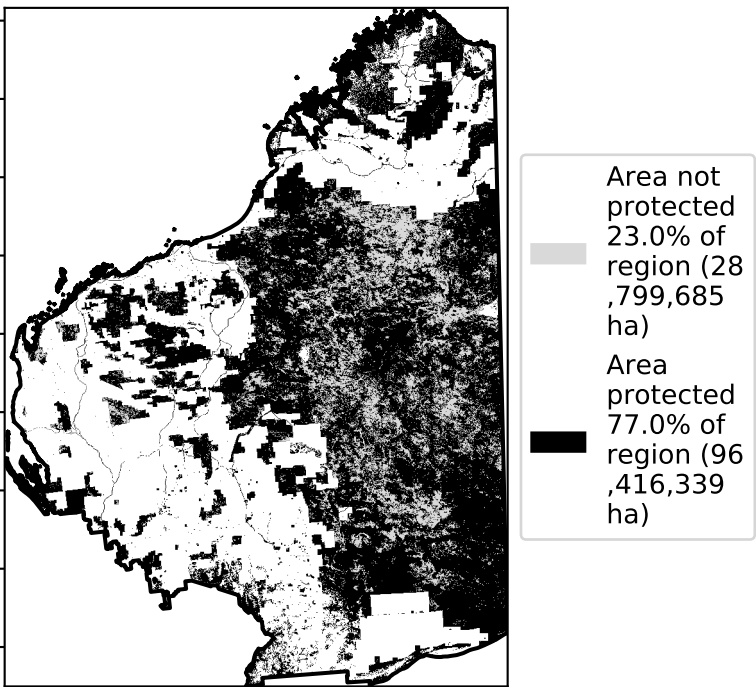 Area not
protected
23.0% of
region (28
,799,685
ha)
Area
protected
77.0% of
region (96
,416,339
ha)